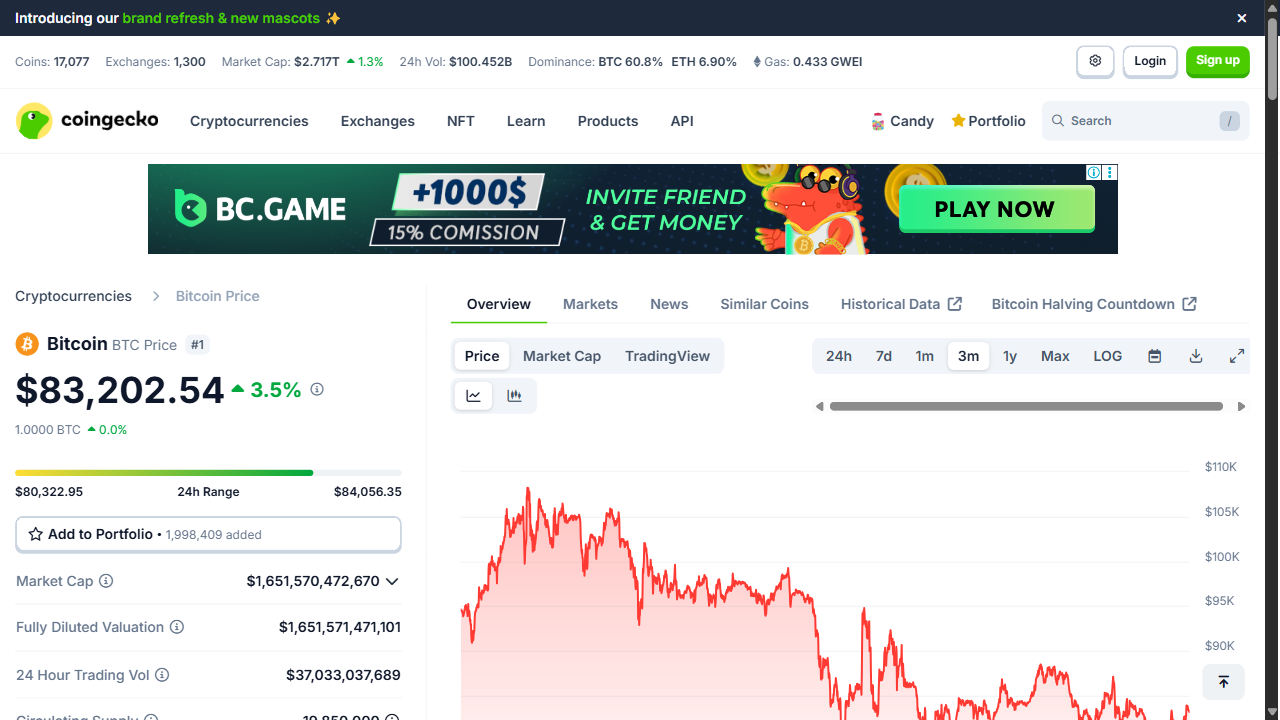 Introducing our brand refresh & new mascots ✨
Coins: 17,077 Exchanges: 1,300 Market Cap: $2.717T 1.3% 24h Vol: $100.452B Dominance: BTC 60.8% ETH 6.90% Gas: 0.433 GWEI
Login
Sign up
coingecko
Cryptocurrencies Exchanges NFT Learn Products API
Candy Portfolio
Search /
BC.GAME
+1000$
15% COMISSION
INVITE FRIEND
& GET MONEY
PLAY NOW
Cryptocurrencies Bitcoin Price
Bitcoin BTC Price #1
$83,202.54 3.5%
1.0000 BTC 0.0%
$80,322.95 24h Range $84,056.35
Add to Portfolio • 1,998,409 added
Market Cap $1,651,570,472,670
Fully Diluted Valuation $1,651,571,471,101
24 Hour Trading Vol $37,033,037,689
Circulating Supply 19,850,000
Overview Markets News Similar Coins Historical Data Bitcoin Halving Countdown
Price Market Cap TradingView
24h 7d 1m 3m 1y Max LOG
$110K
$105K
$100K
$95K
$90K